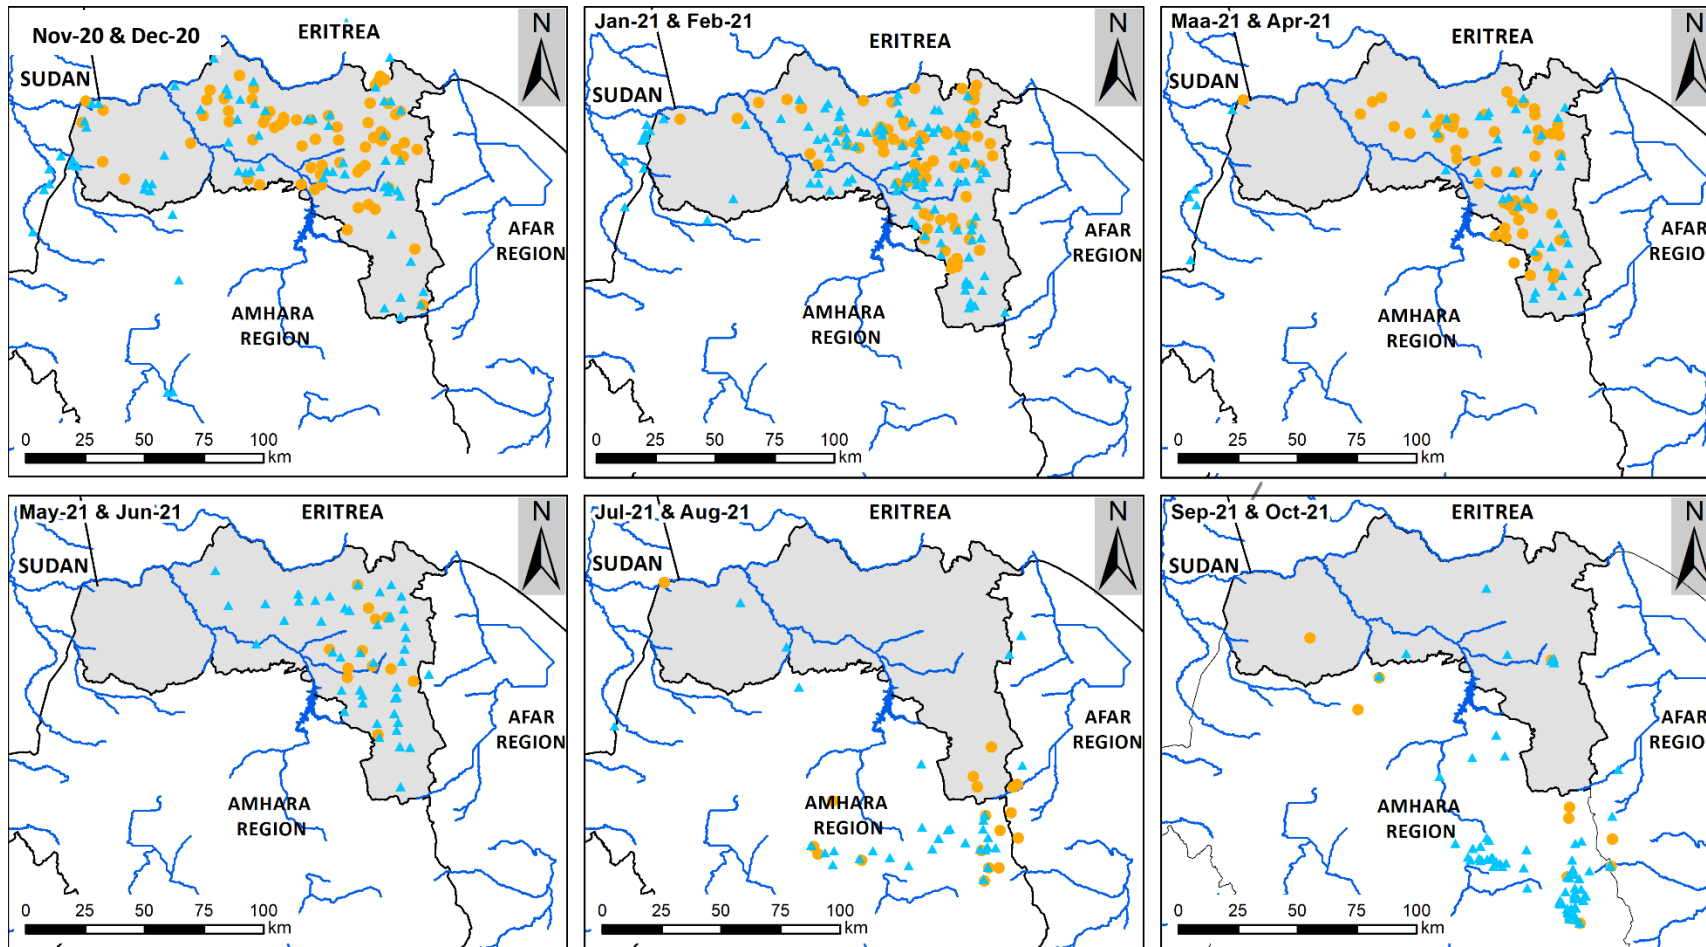 Nov-20 & Dec-20
ERITREA
N
SUDAN
AFAR
REGION
AMHARA
REGION
0 25 50 75 100
km
Jan-21 & Feb-21
ERITREA
N
SUDAN
AFAR
REGION
AMHARA
REGION
0 25 50 75 100
km
Maa-21 & Apr-21
ERITREA
N
SUDAN
AFAR
REGIO
AMHARA
REGION
0 25 50 75 100
km
May-21 & Jun-21
ERITREA
N
SUDAN
AFAR
REGION
AMHARA
REGION
0 25 50 75 100
km
Jul-21 & Aug-21
ERITREA
N
SUDAN
AFAR
REGION
AMHARA
REGION
0 25 50 75 100
km
Sep-21 & Oct-21
ERITREA
N
SUDAN
AFAR
REGIO
AMHARA
REGION
0 25 50 75 100
km